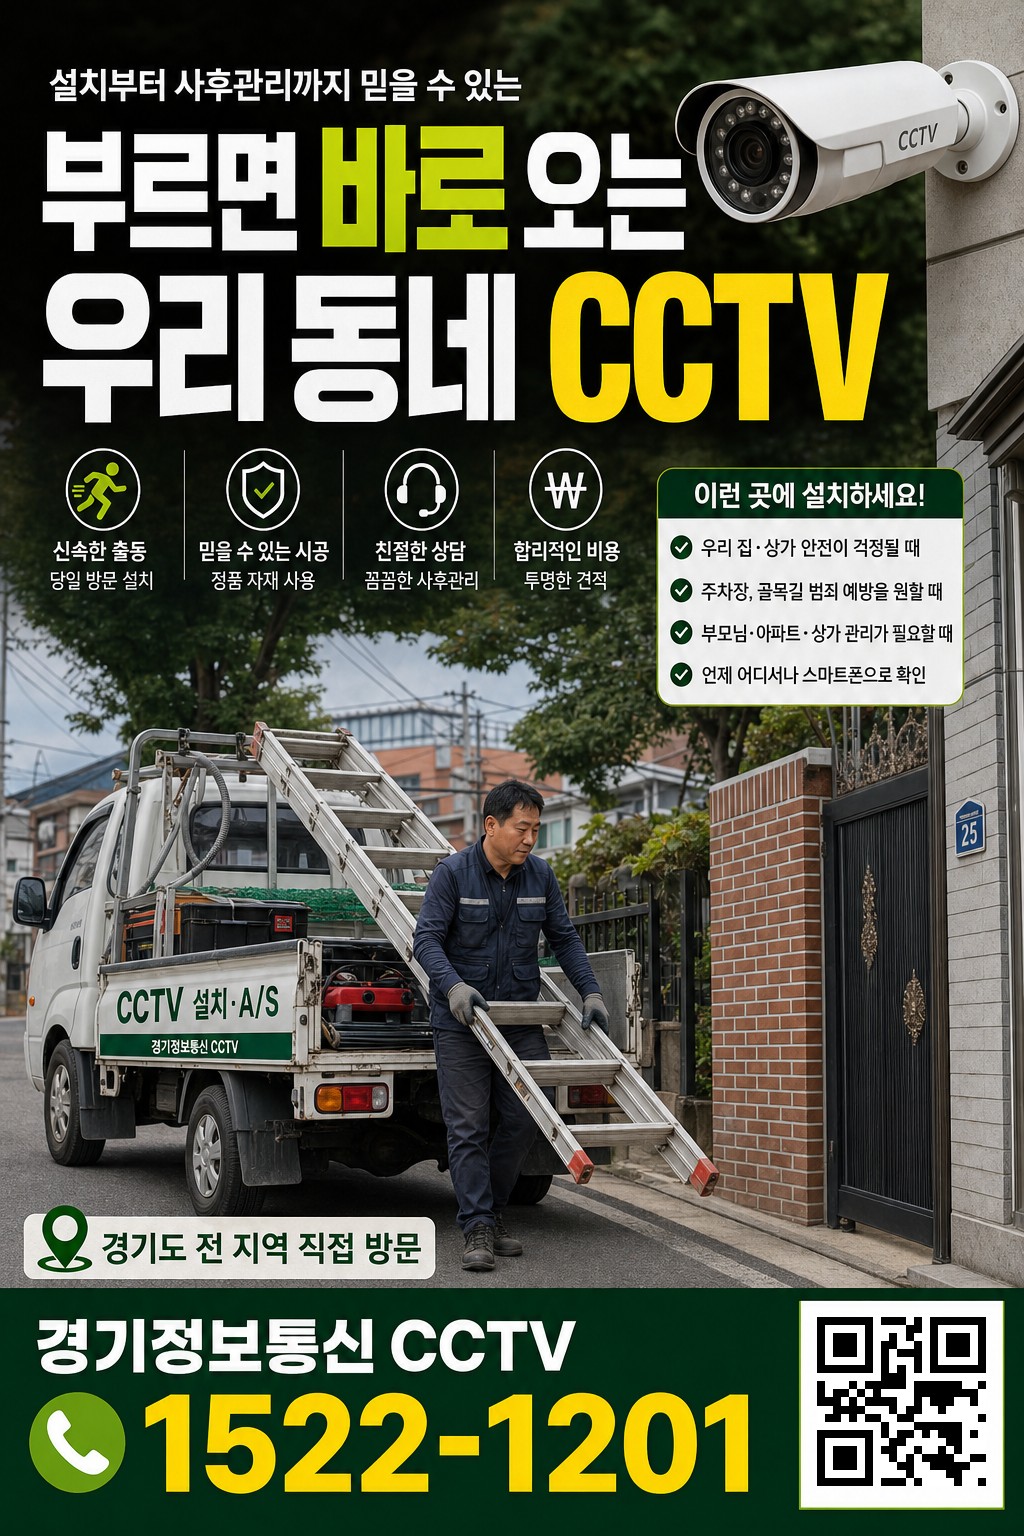 설치부터 사후관리까지 믿을 수 있는
부르면 바로 오는
우리 동네 CCTV
CCTV
신속한 출동
당일 방문 설치
믿을 수 있는 시공
정품 자재 사용
친절한 상담
꼼꼼한 사후관리
합리적인 비용
투명한 견적
이런 곳에 설치하세요!
우리 집·상가 안전이 걱정될 때
주차장, 골목길 범죄 예방을 원할 때
부모님·아파트·상가 관리가 필요할 때
언제 어디서나 스마트폰으로 확인
25
CCTV 설치·A/S
경기정보통신 CCTV
경기도 전 지역 직접 방문
경기정보통신 CCTV
1522-1201